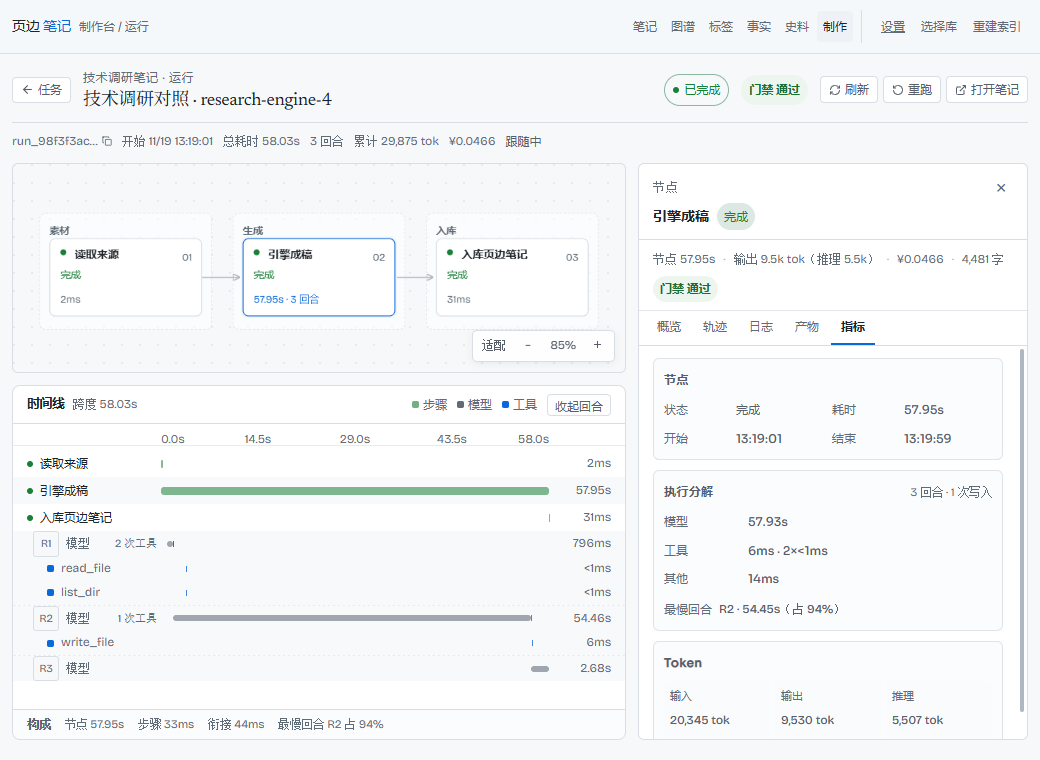 页边 笔记 制作台 / 运行 笔记 图谱 标签 事实 史料 制作 设置 选择库 重建索引
← 任务 技术调研笔记 · 运行
技术调研对照 · research-engine-4
已完成 门禁 通过 刷新 重跑 打开笔记
run_98f3f3ac... 开始 11/19 13:19:01 总耗时 58.03s 3 回合 累计 29,875 tok ¥0.0466 跟随中
素材 生成 入库
读取来源 01 引擎成稿 02 入库页边笔记 03
完成 完成 完成
2ms 57.95s · 3 回合 31ms
适配 - 85% +
时间线 跨度 58.03s 步骤 模型 工具 收起回合
0.0s 14.5s 29.0s 43.5s 58.0s
读取来源 2ms
引擎成稿 57.95s
入库页边笔记 31ms
R1 模型 2 次工具 796ms
read_file <1ms
list_dir <1ms
R2 模型 1 次工具 54.46s
write_file 6ms
R3 模型 2.68s
构成 节点 57.95s 步骤 33ms 衔接 44ms 最慢回合 R2 占 94%
节点 ×
引擎成稿 完成
节点 57.95s · 输出 9.5k tok（推理 5.5k） · ¥0.0466 · 4,481 字
门禁 通过
概览 轨迹 日志 产物 指标
节点
状态 完成 耗时 57.95s
开始 13:19:01 结束 13:19:59
执行分解 3 回合 · 1 次写入
模型 57.93s
工具 6ms · 2×<1ms
其他 14ms
最慢回合 R2 · 54.45s（占 94%）
Token
输入 输出 推理
20,345 tok 9,530 tok 5,507 tok